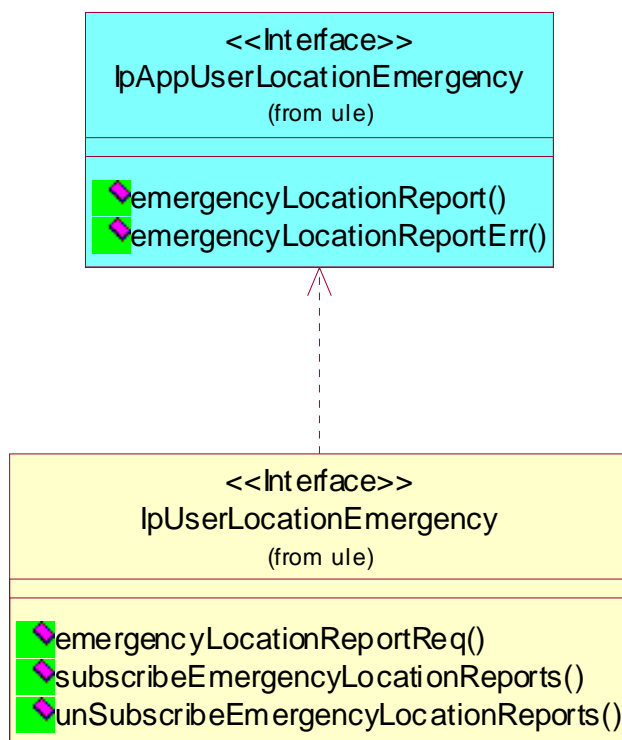 <<Interface>>
IpAppUserLocationEmergency
(from ule)
emergencyLocationReport()
emergencyLocationReportErr()
<<Interface>>
IpUserLocationEmergency
(from ule)
emergencyLocationReportReq()
subscribeEmergencyLocationReports()
unSubscribeEmergencyLocationReports()